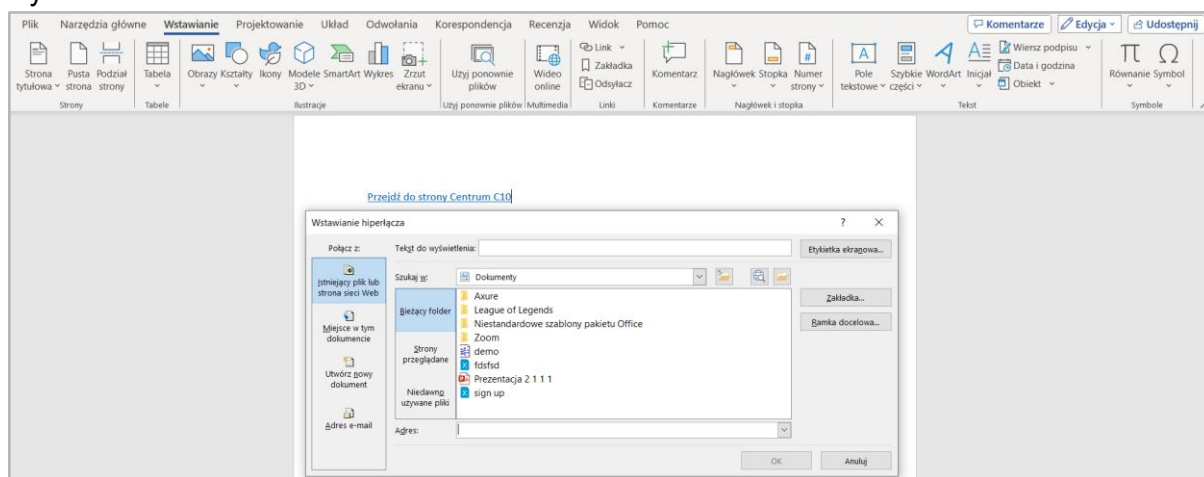 Plik Narzędzia główne Wstawianie Projektowanie Układ Odwołania Korespondencja Recenzja Widok Pomoc Komentarze Edycja Udostępnij
Strona tytułowa
Pusta strona
Podział strony
Strony
Tabela
Tabele
Obrazy
Kształty
Ikony
Modele 3D
SmartArt
Wykres
Zrzut ekranu
Ilustracje
Użyj ponownie plików
Użyj ponownie plików
Wideo online
Multimedia
Link
Zakładka
Odsyłacz
Linki
Komentarz
Komentarze
Nagłówek
Stopka
Numer strony
Nagłówek i stopka
Pole tekstowe
Szybkie części
WordArt
Inicjał
Wiersz podpisu
Data i godzina
Obiekt
Tekst
Równanie
Symbol
Symbole
Przejdź do strony Centrum C10
Wstawianie hiperłącza ?
Połącz z:
Istniejący plik lub
strona sieci Web
Miejsce w tym
dokumencie
Utwórz nowy
dokument
Adres e-mail
Tekst do wyświetlenia:
Etykietka ekranowa...
Szukaj w: Dokumenty
Bieżący folder
Strony
przeglądane
Niedawno
używane pliki
Axure
League of Legends
Niestandardowe szablony pakietu Office
Zoom
demo
fdsfsd
Prezentacja 2 1 1 1
sign up
Zakładka...
Ramka docelowa...
Adres:
OK Anuluj